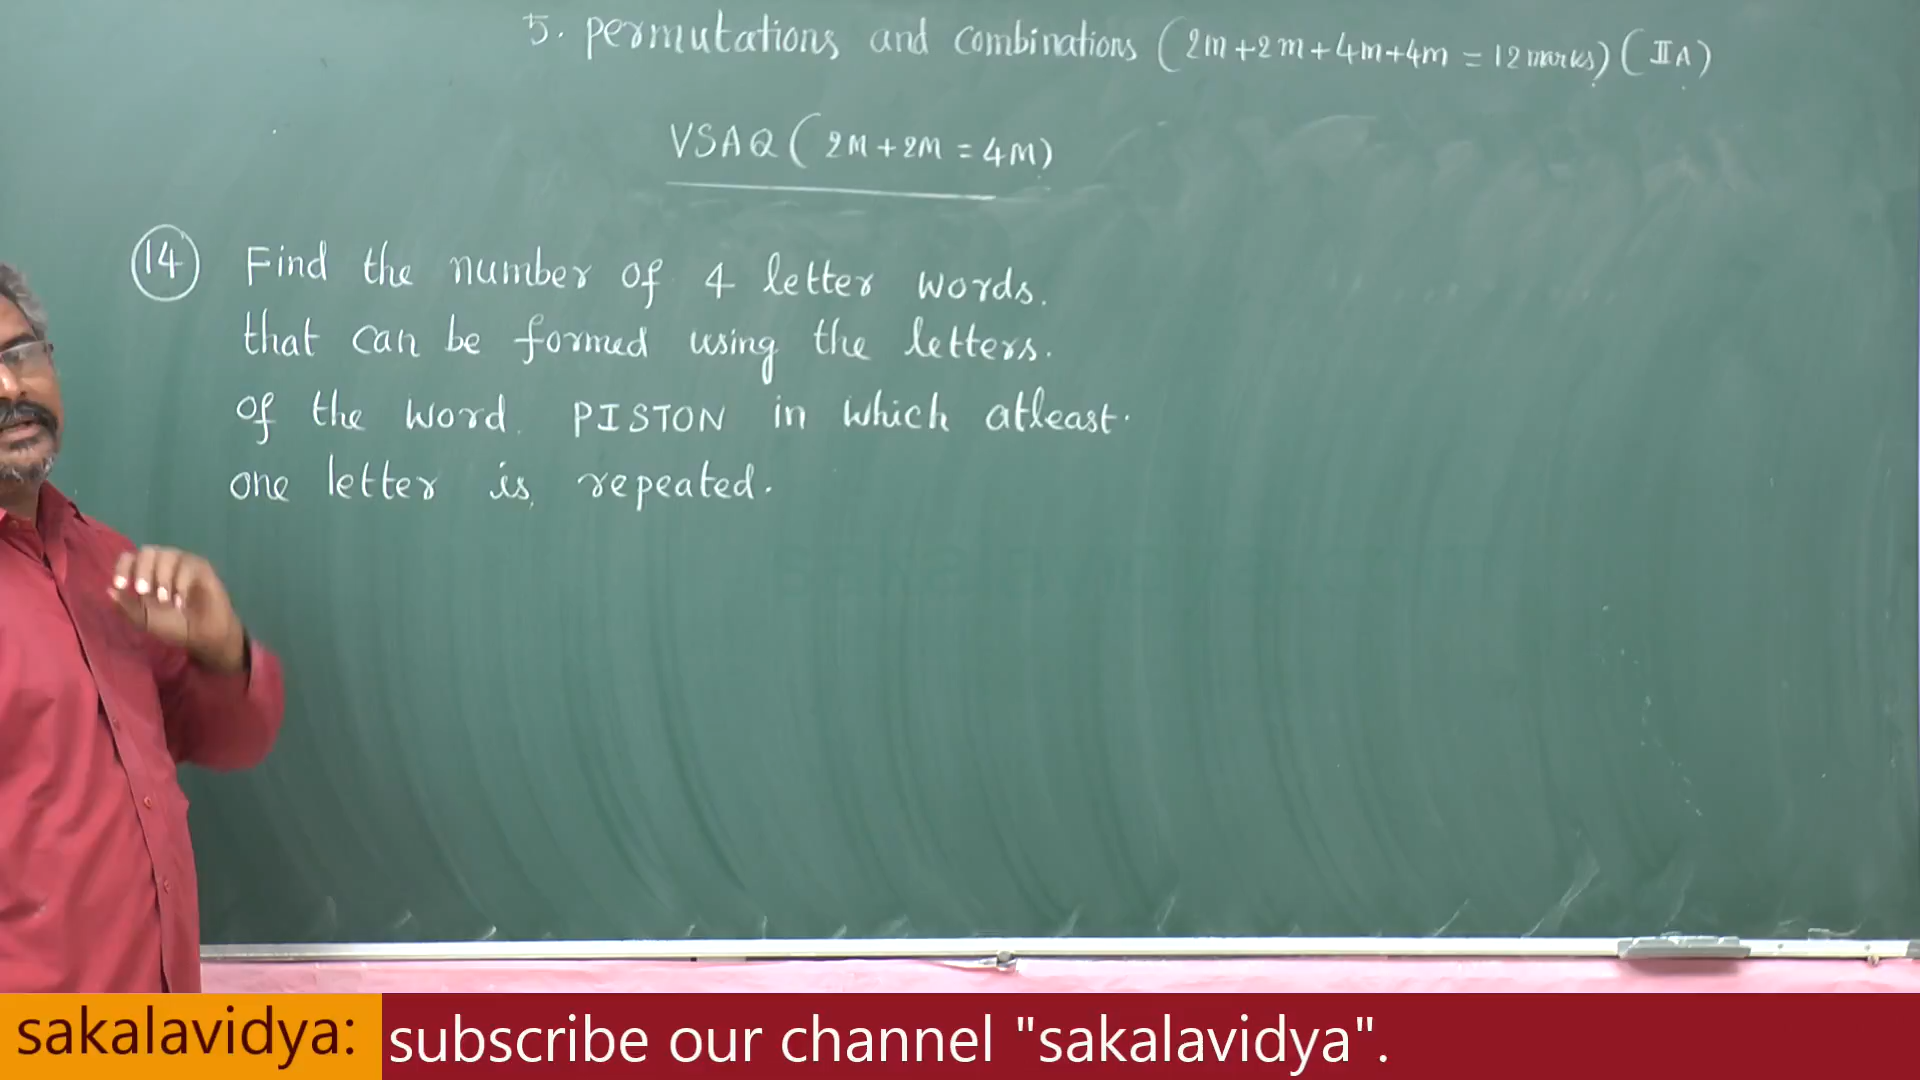 5. permutations and combinations (2m+2m+4m+4m = 12 marks) (IIA)
VSAQ (2M+2M = 4M)
14 Find the number of 4 letter words.
that can be formed using the letters.
of the word. PISTON in which atleast.
one letter is repeated.
sakalavidya: subscribe our channel "sakalavidya".